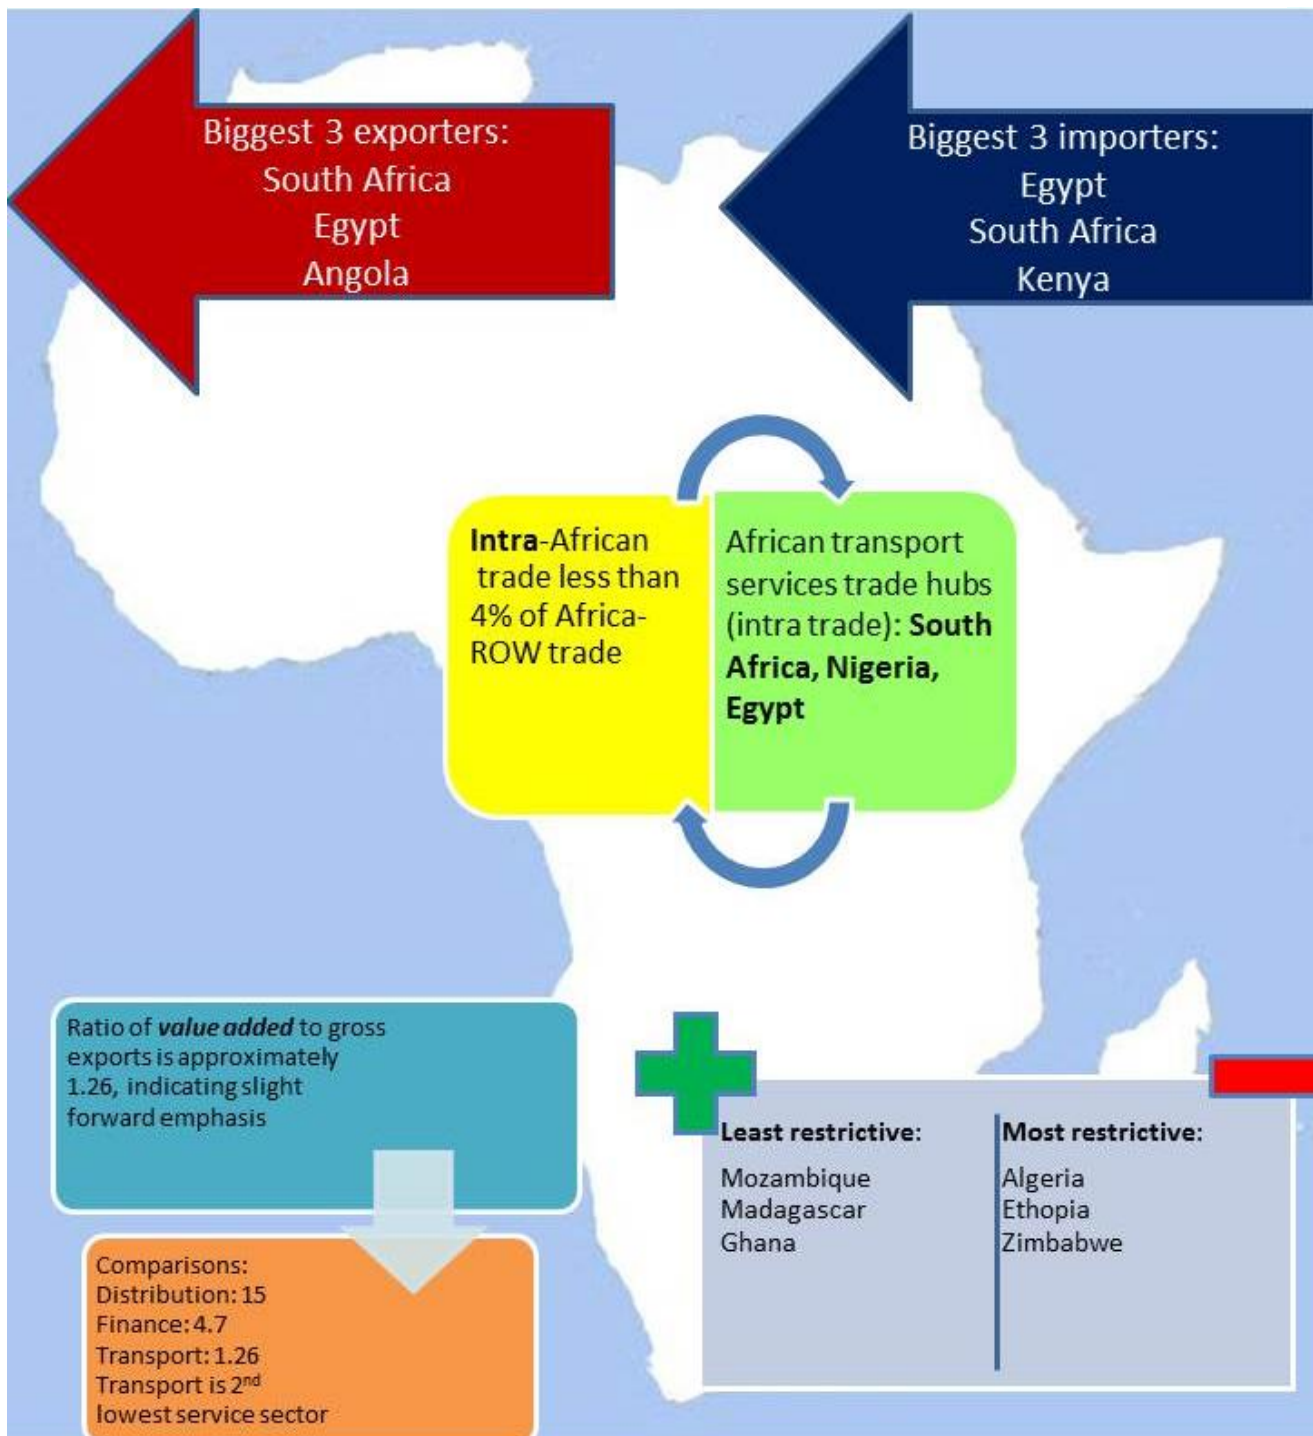 Biggest 3 exporters:
South Africa
Egypt
Angola
Biggest 3 importers:
Egypt
South Africa
Kenya
Intra-African
trade less than
4% of Africa-
ROW trade
African transport
services trade hubs
(intra trade): South
Africa, Nigeria,
Egypt
Ratio of value added to gross
exports is approximately
1.26, indicating slight
forward emphasis
Comparisons:
Distribution: 15
Finance: 4.7
Transport: 1.26
Transport is 2nd
lowest service sector
Least restrictive:
Mozambique
Madagascar
Ghana
Most restrictive:
Algeria
Ethopia
Zimbabwe